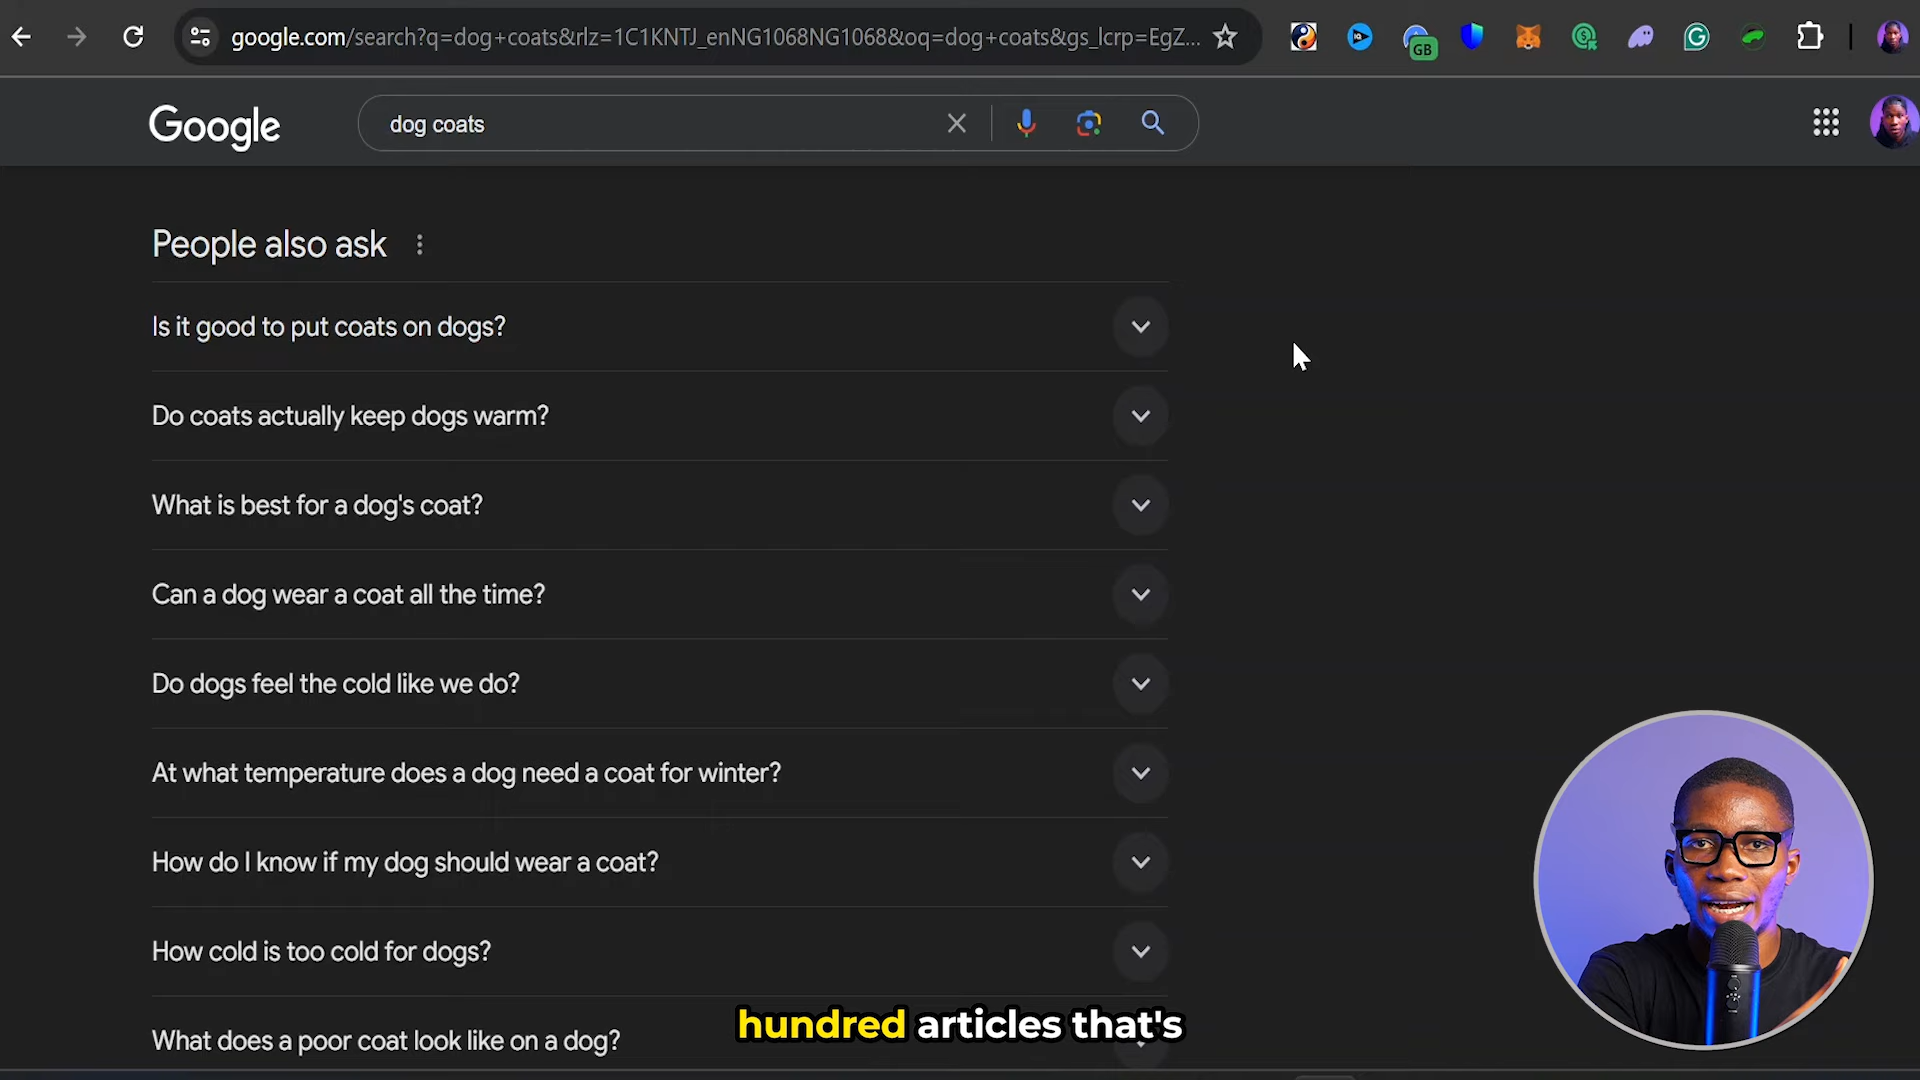 google.com/search?q=dog+coats&rlz=1C1KNTJ_enNG1068NG1068&oq=dog+coats&gs_lcrp=EgZ...
GB
Google
dog coats
People also ask
Is it good to put coats on dogs?
Do coats actually keep dogs warm?
What is best for a dog's coat?
Can a dog wear a coat all the time?
Do dogs feel the cold like we do?
At what temperature does a dog need a coat for winter?
How do I know if my dog should wear a coat?
How cold is too cold for dogs?
hundred articles that's
What does a poor coat look like on a dog?